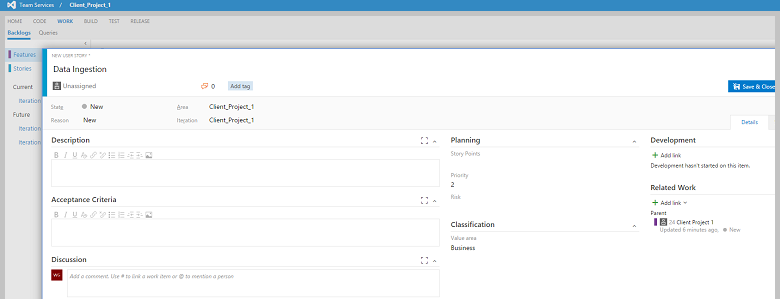 Team Services / Client_Project_1
HOME CODE WORK BUILD TEST RELEASE
Backlogs Queries
Features
Stories
Current
Iteration
Future
Iteration
Iteration
NEW USER STORY *
Data Ingestion
Unassigned 0 Add tag
Save & Close
State New Area Client_Project_1
Reason New Iteration Client_Project_1
Details
Description
B I U
Acceptance Criteria
B I U
Discussion
WS Add a comment. Use # to link a work item or @ to mention a person
Planning
Story Points
Priority
2
Risk
Classification
Value area
Business
Development
+ Add link
Development hasn't started on this item.
Related Work
+ Add link
Parent
24 Client Project 1
Updated 6 minutes ago New